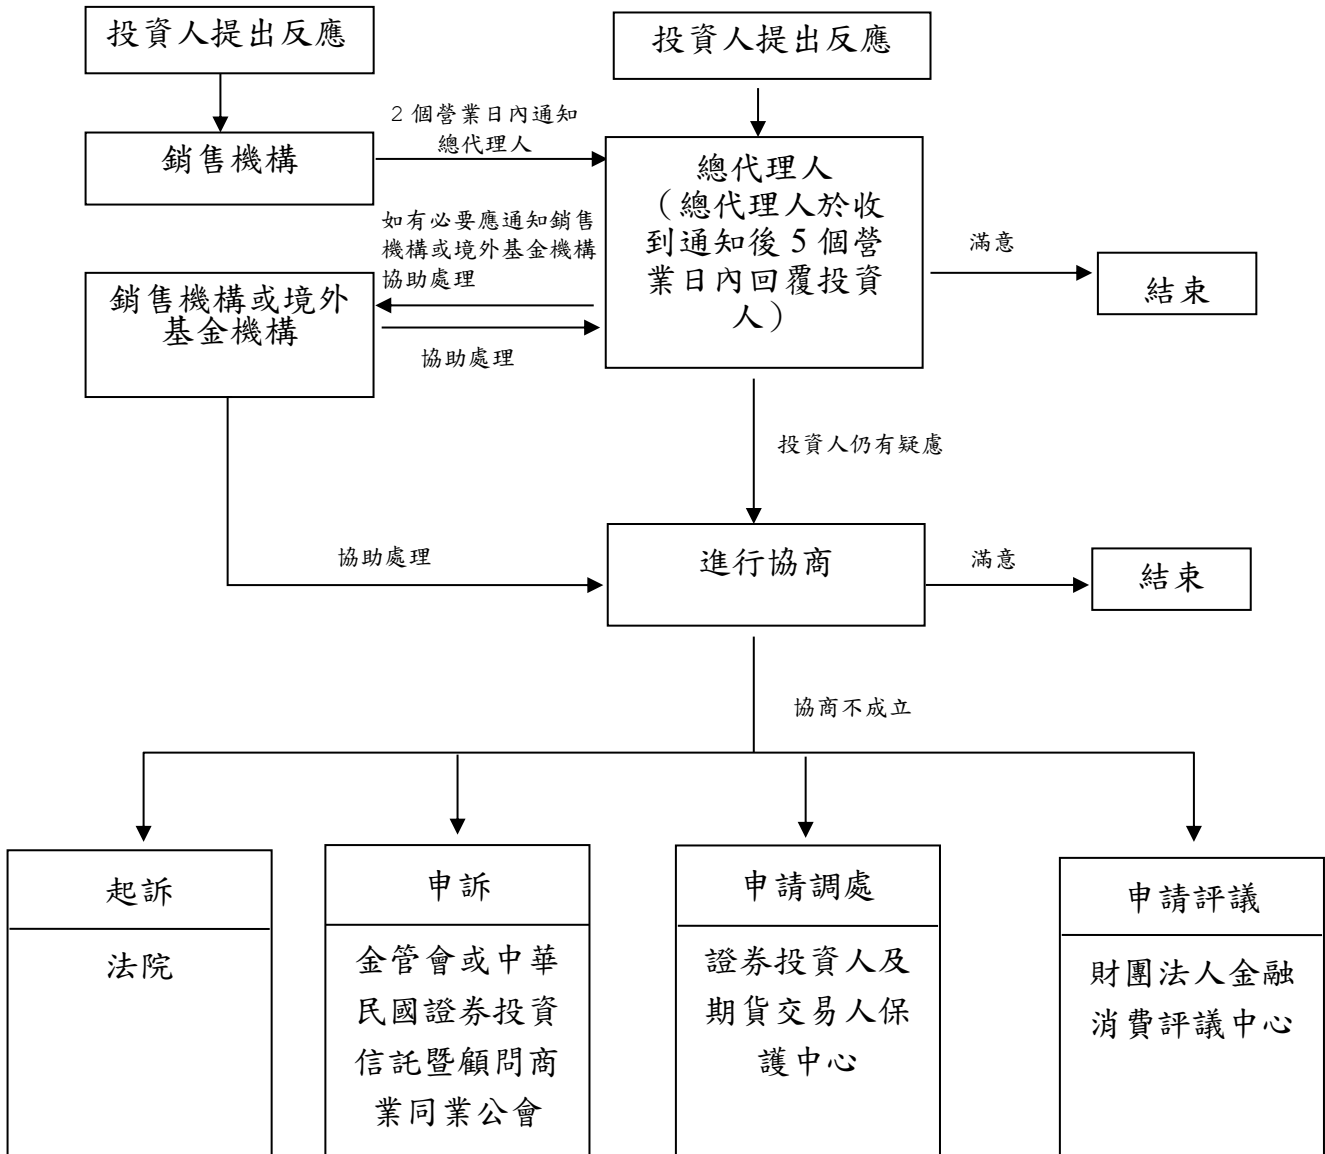 投資人提出反應
投資人提出反應
2 個營業日內通知
總代理人
銷售機構
總代理人
（總代理人於收
到通知後 5 個營
業日內回覆投資
人）
如有必要應通知銷售
機構或境外基金機構
協助處理
滿意
結束
銷售機構或境外
基金機構
協助處理
投資人仍有疑慮
協助處理
進行協商
滿意
結束
協商不成立
起訴
法院
申訴
金管會或中華
民國證券投資
信託暨顧問商
業同業公會
申請調處
證券投資人及
期貨交易人保
護中心
申請評議
財團法人金融
消費評議中心